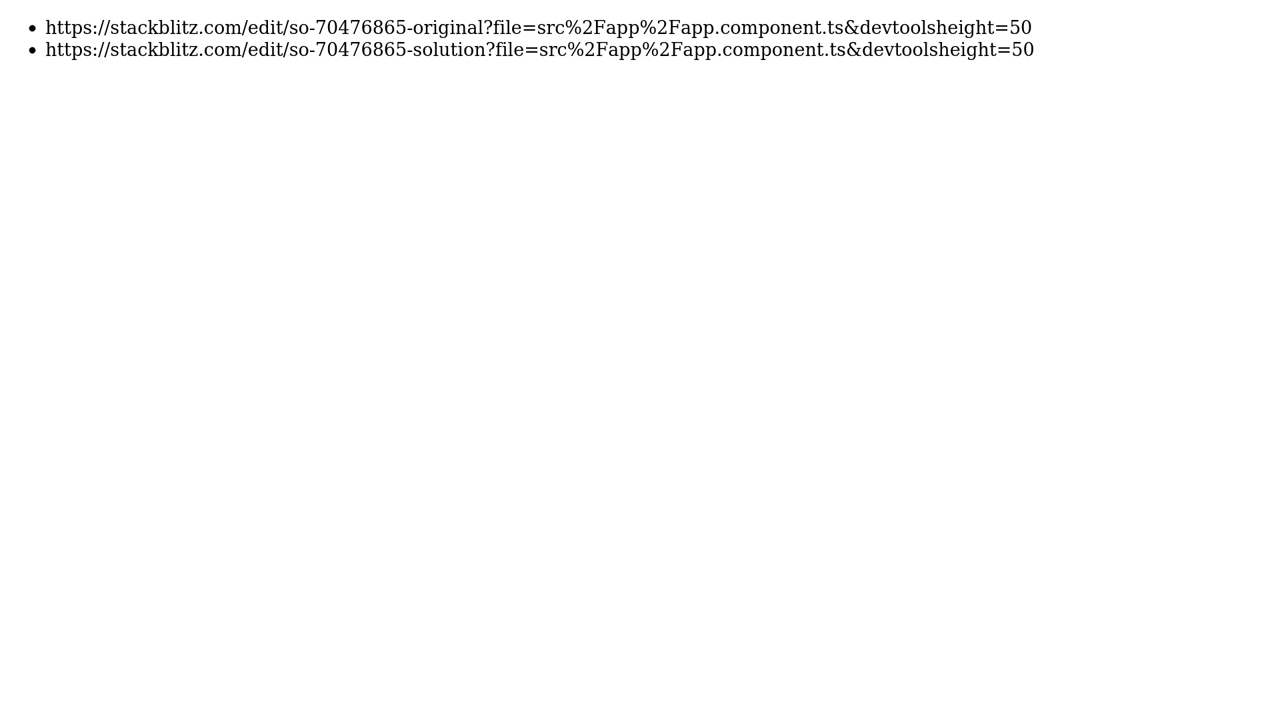 • https://stackblitz.com/edit/so-70476865-original?file=src%2Fapp%2Fapp.component.ts&devtoolsheight=50
• https://stackblitz.com/edit/so-70476865-solution?file=src%2Fapp%2Fapp.component.ts&devtoolsheight=50